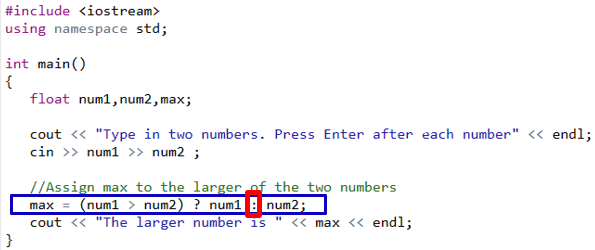 #include <iostream>
using namespace std;
int main()
{
float num1,num2,max;
cout << "Type in two numbers. Press Enter after each number" << endl;
cin >> num1 >> num2 ;
//Assign max to the larger of the two numbers
max = (num1 > num2) ? num1 : num2;
cout << "The larger number is " << max << endl;
}